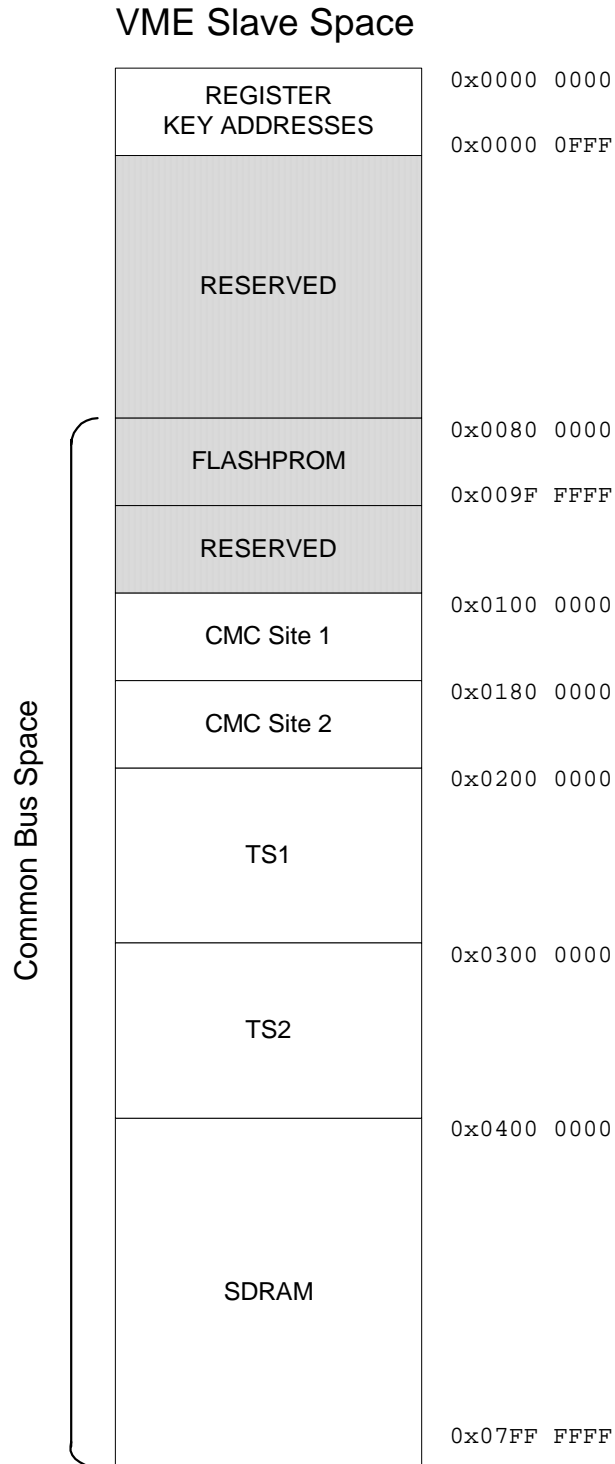 VME Slave Space
0x0000 0000
REGISTER
KEY ADDRESSES
0x0000 0FFF
RESERVED
0x0080 0000
FLASHPROM
0x009F FFFF
RESERVED
0x0100 0000
CMC Site 1
0x0180 0000
CMC Site 2
0x0200 0000
TS1
0x0300 0000
TS2
0x0400 0000
SDRAM
0x07FF FFFF
Common Bus Space